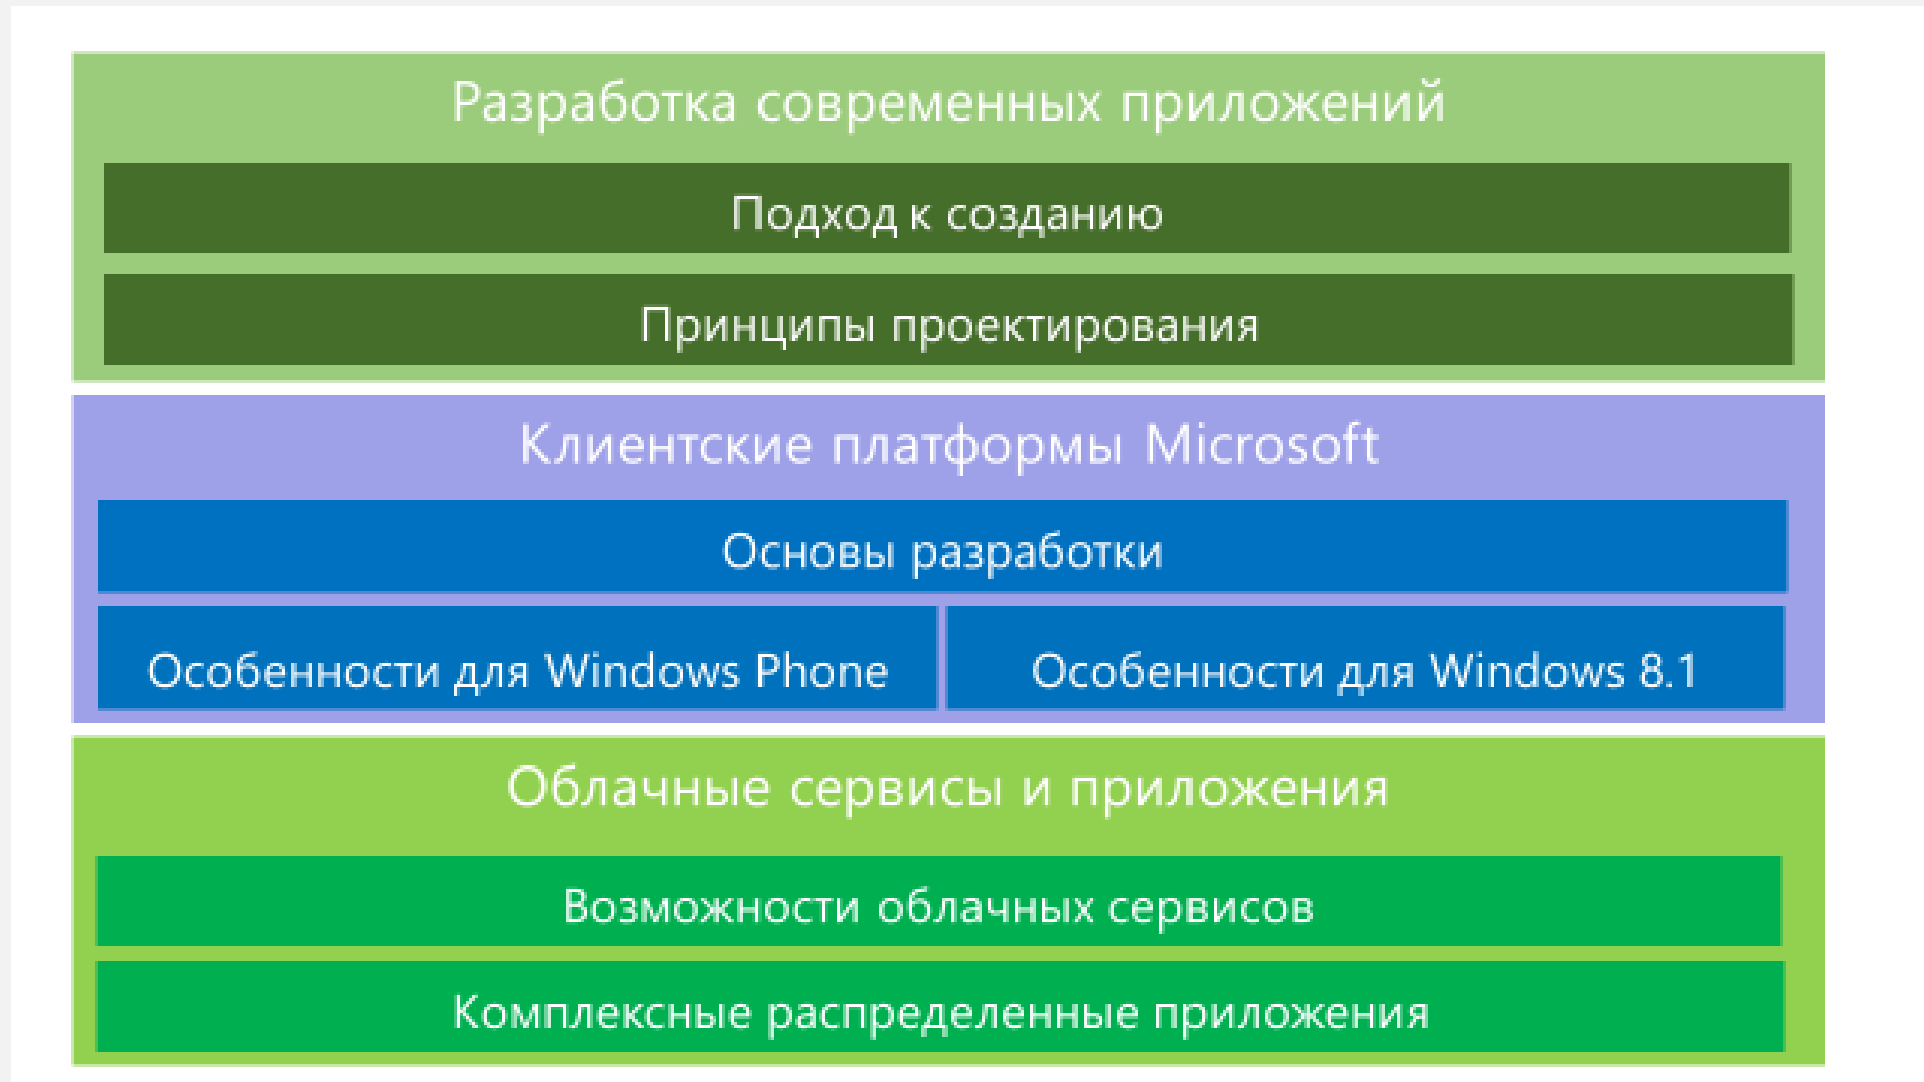 Разработка современных приложений
Подход к созданию
Принципы проектирования
Клиентские платформы Microsoft
Основы разработки
Особенности для Windows Phone
Особенности для Windows 8.1
Облачные сервисы и приложения
Возможности облачных сервисов
Комплексные распределенные приложения